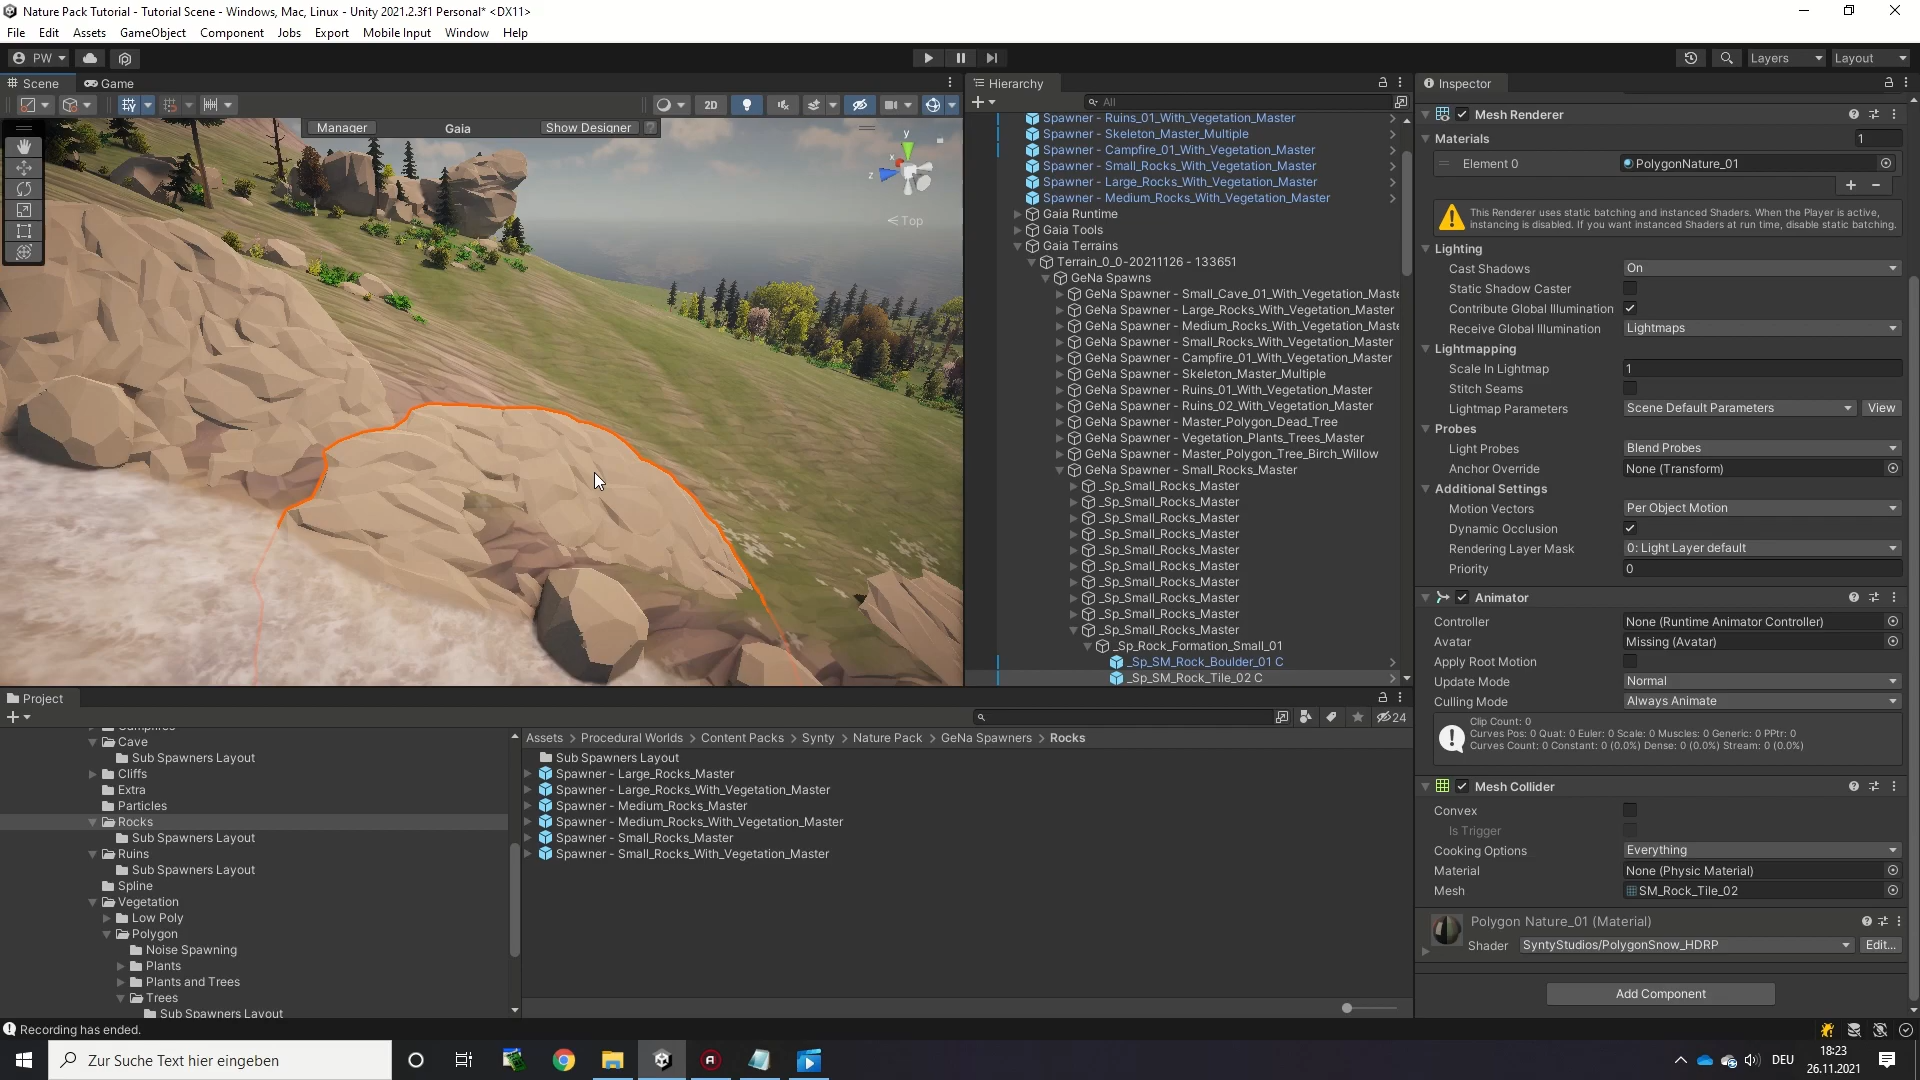 Nature Pack Tutorial - Tutorial Scene - Windows, Mac, Linux - Unity 2021.2.3f1 Personal* <DX11>
File Edit Assets GameObject Component Jobs Export Mobile Input Window Help
PW Layers Layout
Scene Game
2D
Manager Gaia Show Designer
y
x
z
Top
Hierarchy
All
Spawner - Ruins_01_With_Vegetation_Master
Spawner - Skeleton_Master_Multiple
Spawner - Campfire_01_With_Vegetation_Master
Spawner - Small_Rocks_With_Vegetation_Master
Spawner - Large_Rocks_With_Vegetation_Master
Spawner - Medium_Rocks_With_Vegetation_Master
Gaia Runtime
Gaia Tools
Gaia Terrains
Terrain_0_0-20211126 - 133651
GeNa Spawns
GeNa Spawner - Small_Cave_01_With_Vegetation_Maste
GeNa Spawner - Large_Rocks_With_Vegetation_Master
GeNa Spawner - Medium_Rocks_With_Vegetation_Maste
GeNa Spawner - Small_Rocks_With_Vegetation_Master
GeNa Spawner - Campfire_01_With_Vegetation_Master
GeNa Spawner - Skeleton_Master_Multiple
GeNa Spawner - Ruins_01_With_Vegetation_Master
GeNa Spawner - Ruins_02_With_Vegetation_Master
GeNa Spawner - Master_Polygon_Dead_Tree
GeNa Spawner - Vegetation_Plants_Trees_Master
GeNa Spawner - Master_Polygon_Tree_Birch_Willow
GeNa Spawner - Small_Rocks_Master
_Sp_Small_Rocks_Master
_Sp_Small_Rocks_Master
_Sp_Small_Rocks_Master
_Sp_Small_Rocks_Master
_Sp_Small_Rocks_Master
_Sp_Small_Rocks_Master
_Sp_Small_Rocks_Master
_Sp_Small_Rocks_Master
_Sp_Small_Rocks_Master
_Sp_Small_Rocks_Master
_Sp_Rock_Formation_Small_01
_Sp_SM_Rock_Boulder_01 C
_Sp_SM_Rock_Tile_02 C
Inspector
Mesh Renderer
Materials 1
Element 0 PolygonNature_01
This Renderer uses static batching and instanced Shaders. When the Player is active,
instancing is disabled. If you want instanced Shaders at run time, disable static batching.
Lighting
Cast Shadows On
Static Shadow Caster
Contribute Global Illumination
Receive Global Illumination Lightmaps
Lightmapping
Scale In Lightmap 1
Stitch Seams
Lightmap Parameters Scene Default Parameters View
Probes
Light Probes Blend Probes
Anchor Override None (Transform)
Additional Settings
Motion Vectors Per Object Motion
Dynamic Occlusion
Rendering Layer Mask 0: Light Layer default
Priority 0
Animator
Controller None (Runtime Animator Controller)
Avatar Missing (Avatar)
Apply Root Motion
Update Mode Normal
Culling Mode Always Animate
Clip Count: 0
Curves Pos: 0 Quat: 0 Euler: 0 Scale: 0 Muscles: 0 Generic: 0 PPtr: 0
Curves Count: 0 Constant: 0 (0.0%) Dense: 0 (0.0%) Stream: 0 (0.0%)
Mesh Collider
Convex
Is Trigger
Cooking Options Everything
Material None (Physic Material)
Mesh SM_Rock_Tile_02
Polygon Nature_01 (Material)
Shader SyntyStudios/PolygonSnow_HDRP Edit...
Add Component
Project
24
Cave
Sub Spawners Layout
Cliffs
Extra
Particles
Rocks
Sub Spawners Layout
Ruins
Sub Spawners Layout
Spline
Vegetation
Low Poly
Polygon
Noise Spawning
Plants
Plants and Trees
Trees
Sub Spawners Layout
Assets > Procedural Worlds > Content Packs > Synty > Nature Pack > GeNa Spawners > Rocks
Sub Spawners Layout
Spawner - Large_Rocks_Master
Spawner - Large_Rocks_With_Vegetation_Master
Spawner - Medium_Rocks_Master
Spawner - Medium_Rocks_With_Vegetation_Master
Spawner - Small_Rocks_Master
Spawner - Small_Rocks_With_Vegetation_Master
Recording has ended.
Zur Suche Text hier eingeben
DEU
18:23
26.11.2021